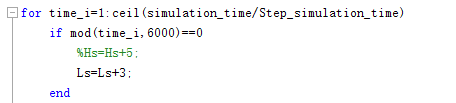 for time_i=1:ceil(simulation_time/Step_simulation_time)
if mod(time_i,6000)==0
%Hs=Hs+5;
Ls=Ls+3;
end